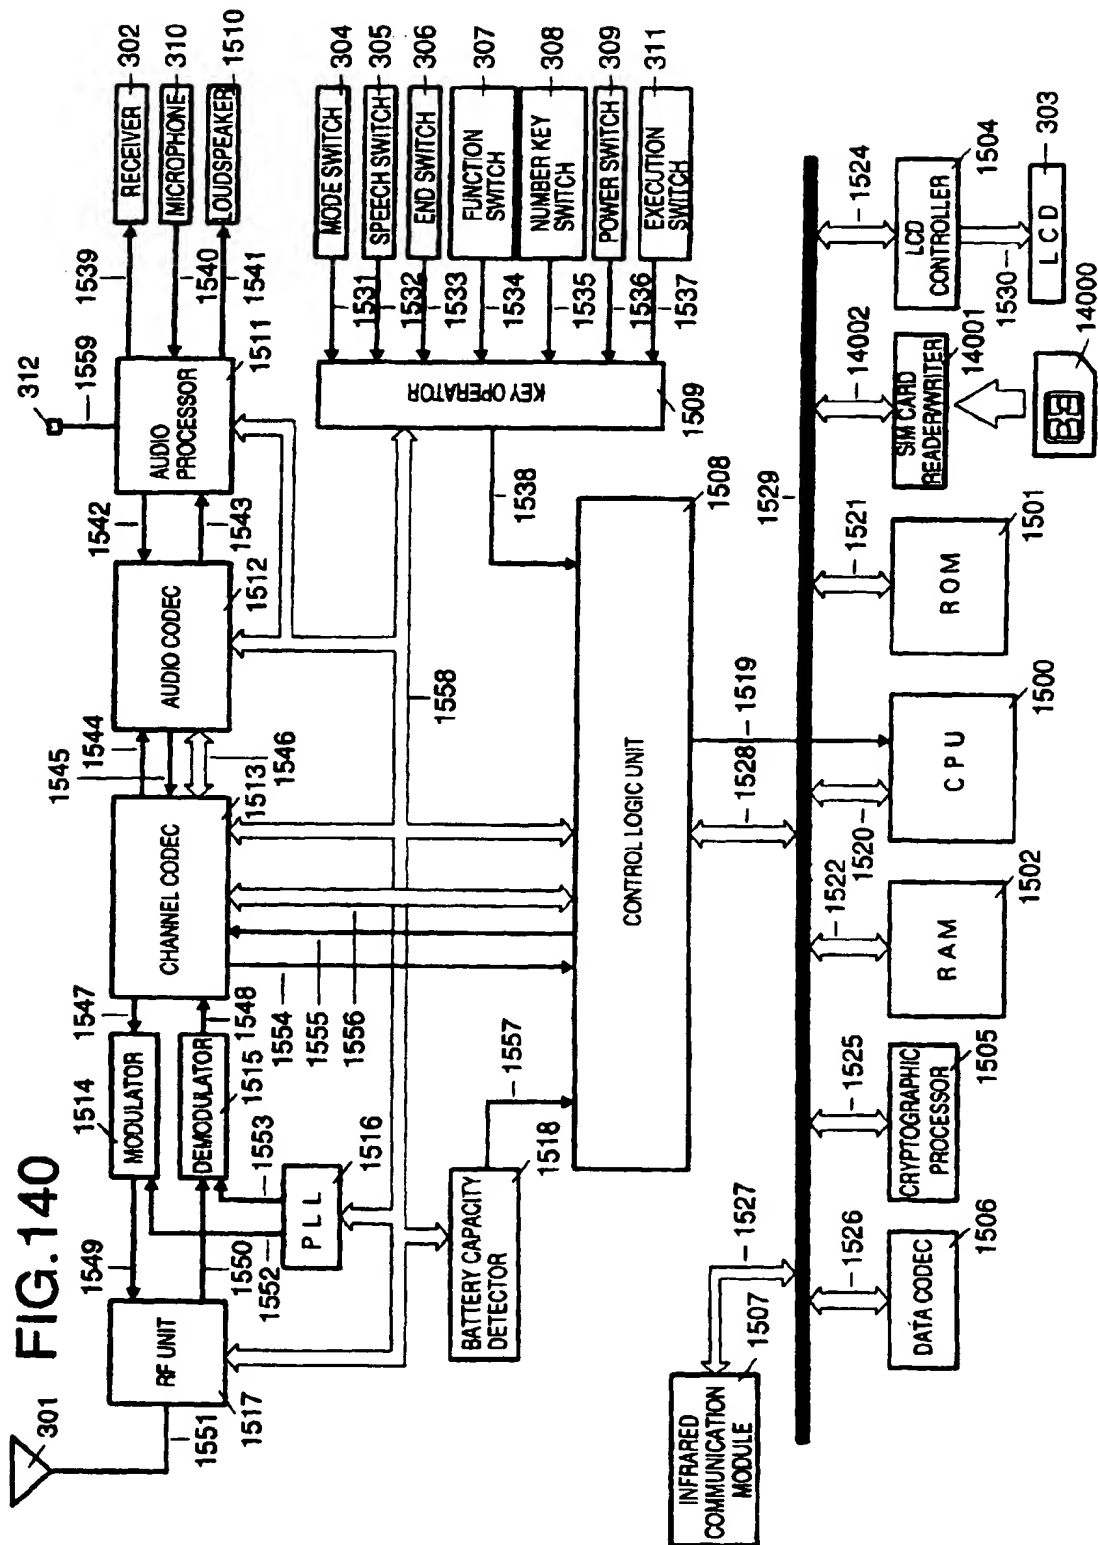 FIG.140
301
RF UNIT
1517
1551
1549
1550
1514
MODULATOR
DEMODULATOR
1515
1547
1548
1552
1553
PLL
1516
CHANNEL CODEC
1513
1545
1544
1546
AUDIO CODEC
1512
1542
1543
AUDIO
PROCESSOR
1511
312
1559
1539
1540
1541
RECEIVER
302
MICROPHONE
310
LOUDSPEAKER
1510
MODE SWITCH
304
SPEECH SWITCH
305
END SWITCH
306
FUNCTION
SWITCH
307
NUMBER KEY
SWITCH
308
POWER SWITCH
309
EXECUTION
SWITCH
311
1531
1532
1533
1534
1535
1536
1537
KEY OPERATOR
1509
1538
1558
1554
1555
1556
1557
BATTERY CAPACITY
DETECTOR
1518
CONTROL LOGIC UNIT
1508
1528
1519
1529
INFRARED
COMMUNICATION
MODULE
1507
1527
1526
DATA CODEC
1506
1525
CRYPTOGRAPHIC
PROCESSOR
1505
1522
RAM
1502
1520
CPU
1500
1521
ROM
1501
14002
SIM CARD
READER/WRITER
14001
14000
1524
LCD
CONTROLLER
1504
1530
LCD
303